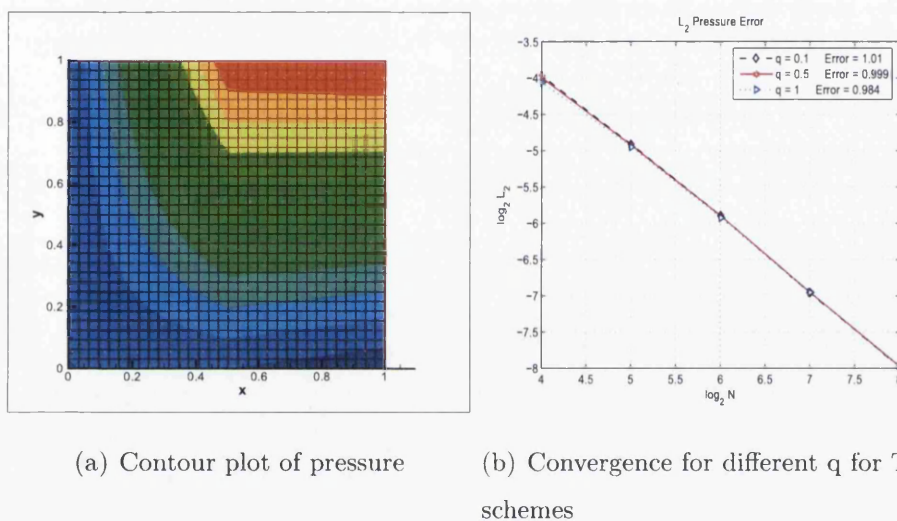 L2 Pressure Error
1
0.8
0.6
0.4
0.2
0
y
0
0.2
0.4
0.6
0.8
1
x
-3.5
-4
-4.5
-5
-5.5
-6
-6.5
-7
-7.5
-8
log2 L2
q = 0.1 Error = 1.01
q = 0.5 Error = 0.999
q = 1 Error = 0.984
4
4.5
5
5.5
6
6.5
7
7.5
log2 N
(a) Contour plot of pressure
(b) Convergence for different q for
schemes